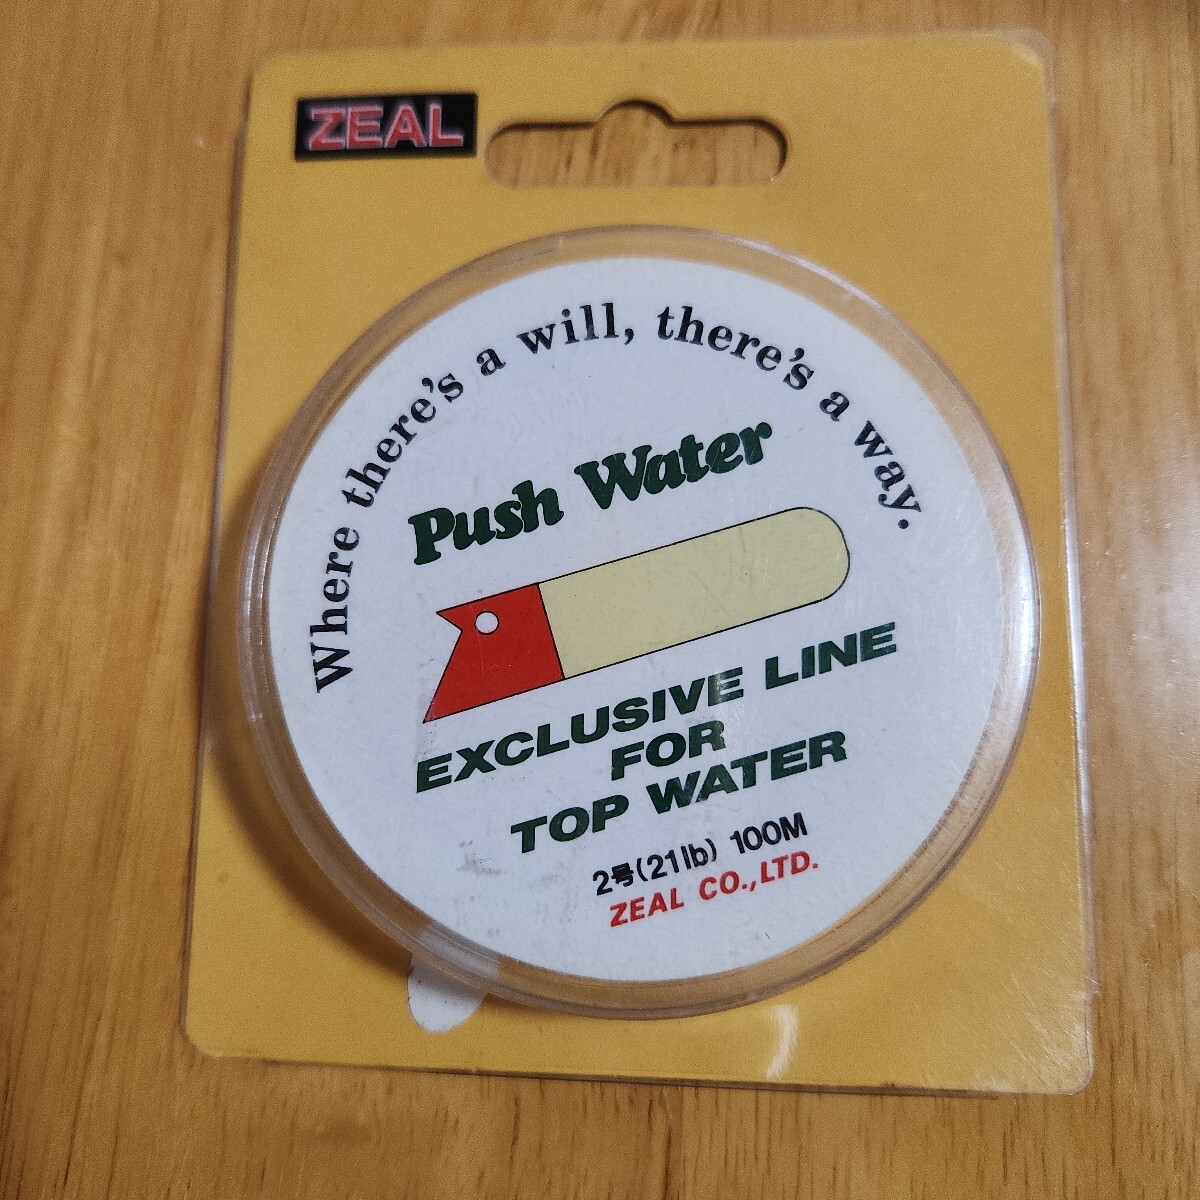 ZEAL
Where there's a will, there's a way.
Push Water
EXCLUSIVE LINE
FOR
TOP WATER
2号(21lb) 100M
ZEAL CO.,LTD.